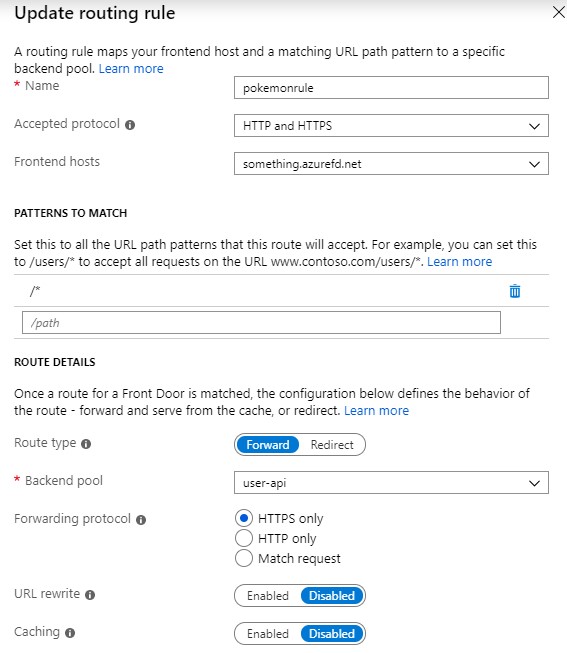 Update routing rule
A routing rule maps your frontend host and a matching URL path pattern to a specific
backend pool. Learn more
* Name
pokemonrule
Accepted protocol
HTTP and HTTPS
Frontend hosts
something.azurefd.net
PATTERNS TO MATCH
Set this to all the URL path patterns that this route will accept. For example, you can set this
to /users/* to accept all requests on the URL www.contoso.com/users/*. Learn more
/*
/path
ROUTE DETAILS
Once a route for a Front Door is matched, the configuration below defines the behavior of
the route - forward and serve from the cache, or redirect. Learn more
Route type
Forward Redirect
* Backend pool
user-api
Forwarding protocol
HTTPS only
HTTP only
Match request
URL rewrite
Enabled Disabled
Caching
Enabled Disabled